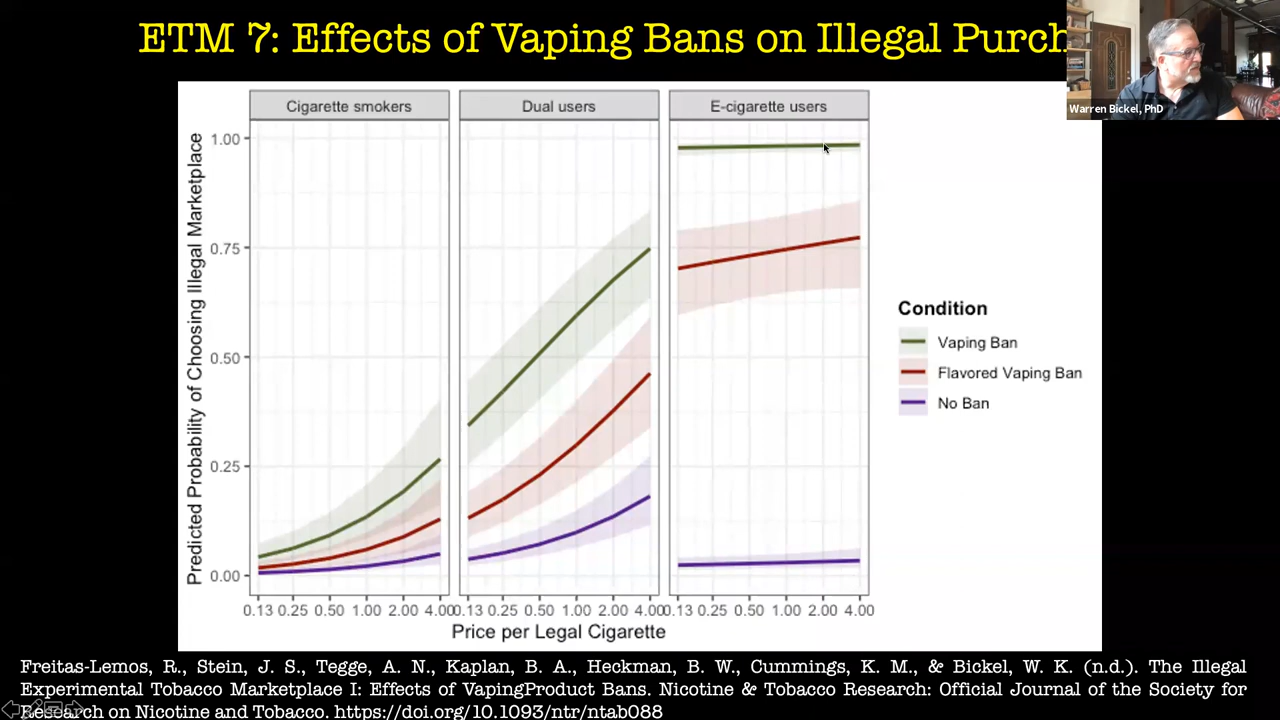 ETM 7: Effects of Vaping Bans on Illegal Purch
Warren Bickel, PhD
Cigarette smokers
Dual users
E-cigarette users
Predicted Probability of Choosing Illegal Marketplace
1.00
0.75
0.50
0.25
0.00
Condition
Vaping Ban
Flavored Vaping Ban
No Ban
0.13 0.25 0.50 1.00 2.00 4.00
0.13 0.25 0.50 1.00 2.00 4.00
0.13 0.25 0.50 1.00 2.00 4.00
Price per Legal Cigarette
Freitas-Lemos, R., Stein, J. S., Tegge, A. N., Kaplan, B. A., Heckman, B. W., Cummings, K. M., & Bickel, W. K. (n.d.). The Illegal
Experimental Tobacco Marketplace I: Effects of VapingProduct Bans. Nicotine & Tobacco Research: Official Journal of the Society for
Research on Nicotine and Tobacco. https://doi.org/10.1093/ntr/ntab088